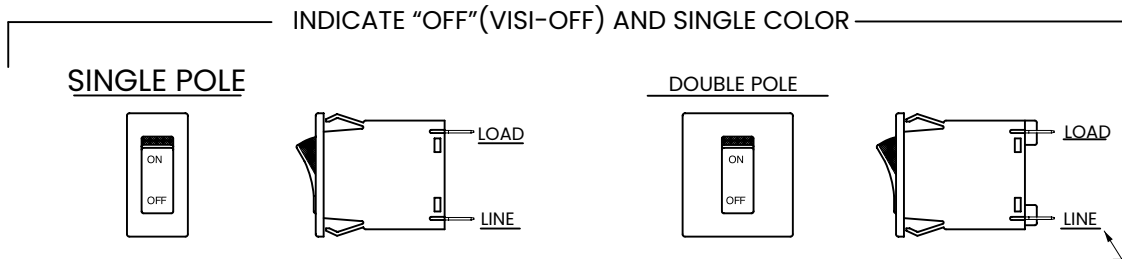 INDICATE “OFF”(VISI-OFF) AND SINGLE COLOR
SINGLE POLE
ON
OFF
LOAD
LINE
DOUBLE POLE
ON
OFF
LOAD
LINE